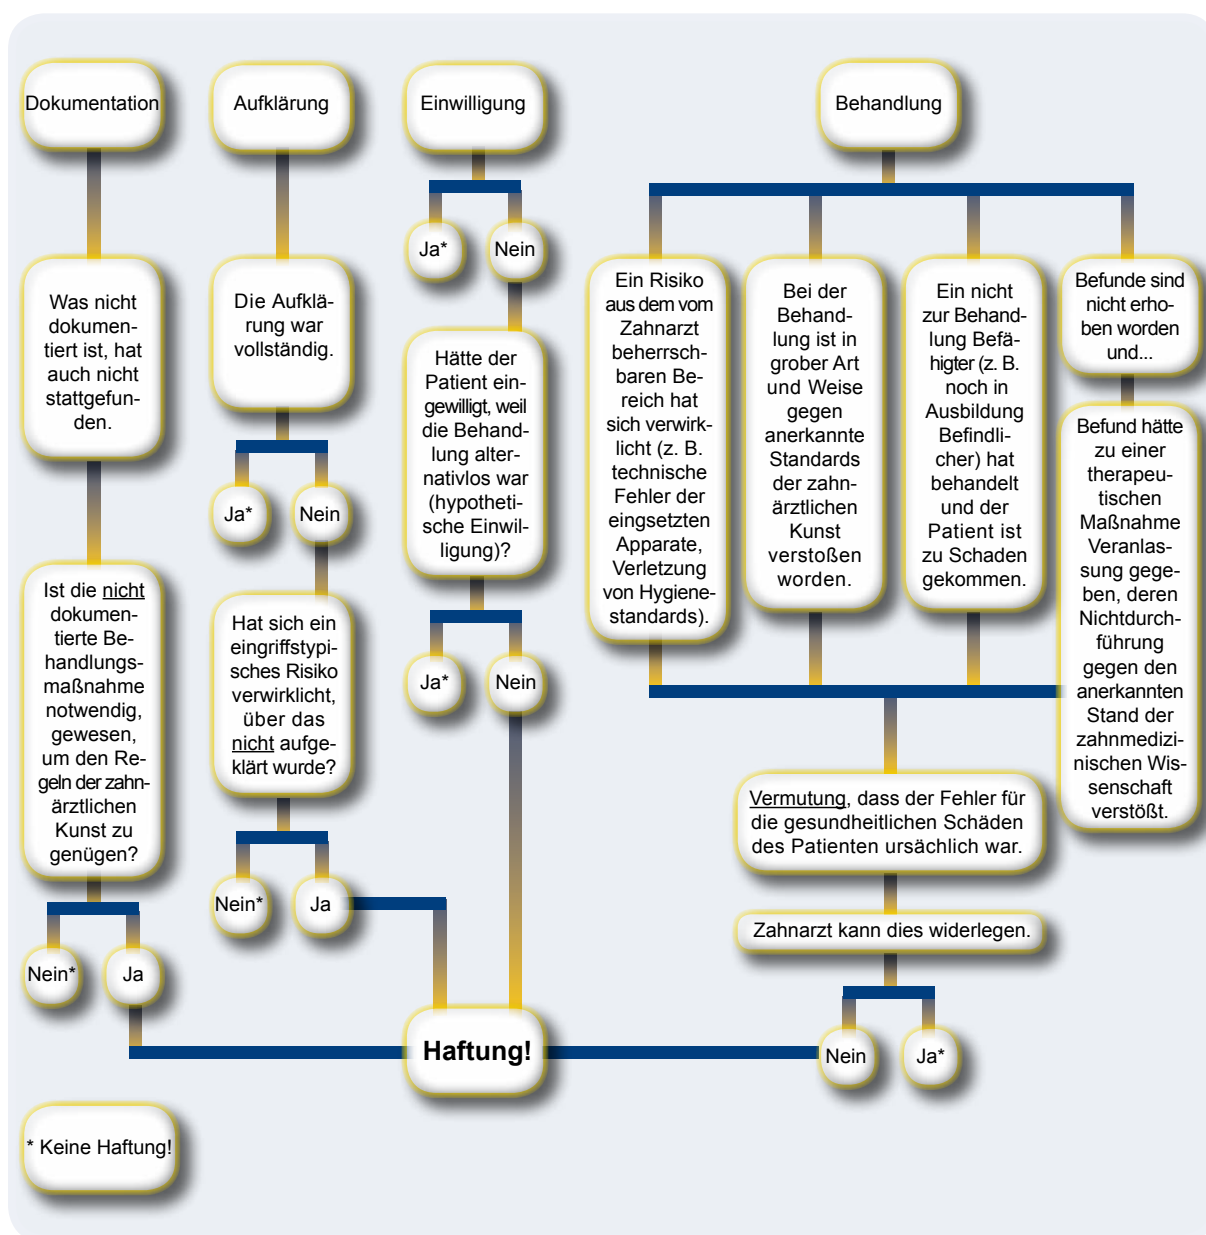 Dokumentation
Was nicht
dokumen-
tiert ist, hat
auch nicht
stattgefun-
den.
Ist die nicht
dokumen-
tierte Be-
handlungs-
maßnahme
notwendig,
gewesen,
um den Re-
geln der zahn-
ärztlichen
Kunst zu
genügen?
Nein*
Ja
Aufklärung
Die Aufklä-
rung war
vollständig.
Ja*
Nein
Hat sich ein
eingriffstypi-
sches Risiko
verwirklicht,
über das
nicht aufge-
klärt wurde?
Nein*
Ja
Einwilligung
Ja*
Nein
Hätte der
Patient ein-
gewilligt, weil
die Behand-
lung alter-
nativlos war
(hypotheti-
sche Einwil-
ligung)?
Ja*
Nein
Behandlung
Ein Risiko
aus dem vom
Zahnarzt
beherrsch-
baren Be-
reich hat
sich verwirk-
licht (z. B.
technische
Fehler der
eingsetzten
Apparate,
Verletzung
von Hygiene-
standards).
Bei der
Behand-
lung ist in
grober Art
und Weise
gegen
anerkannte
Standards
der zahn-
ärztlichen
Kunst
verstoßen
worden.
Ein nicht
zur Behand-
lung Befä-
higter (z. B.
noch in
Ausbildung
Befindli-
cher) hat
behandelt
und der
Patient ist
zu Schaden
gekommen.
Befunde sind
nicht erho-
ben worden
und...
Befund hätte
zu einer
therapeu-
tischen
Maßnahme
Veranlas-
sung gege-
ben, deren
Nichtdurch-
führung
gegen den
anerkannten
Stand der
zahnmedizi-
nischen Wis-
senschaft
verstößt.
Vermutung, dass der Fehler für
die gesundheitlichen Schäden
des Patienten ursächlich war.
Zahnarzt kann dies widerlegen.
Nein
Ja*
Haftung!
* Keine Haftung!